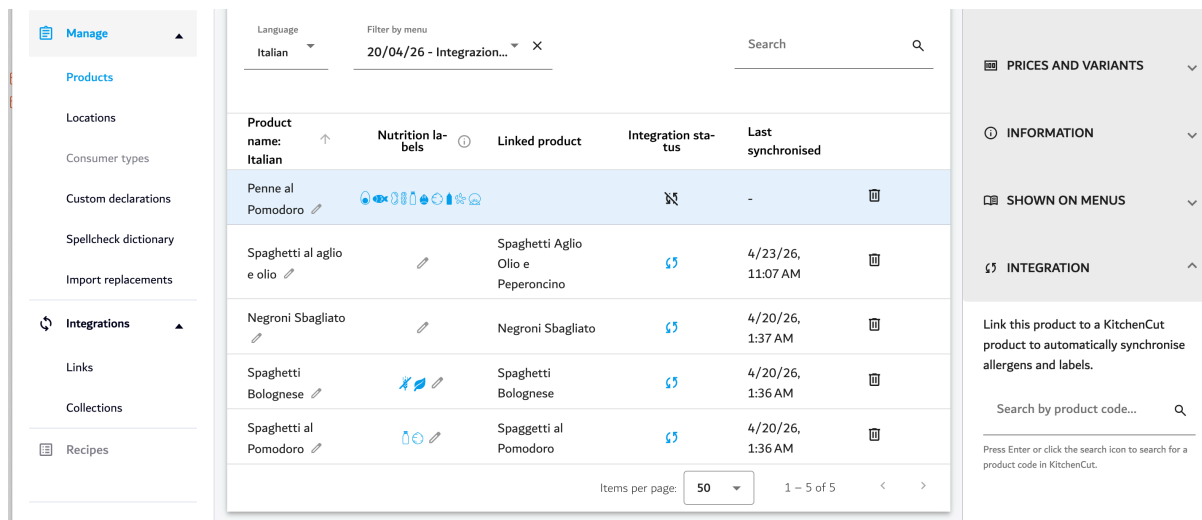 Manage
Products
Locations
Consumer types
Custom declarations
Spellcheck dictionary
Import replacements
Integrations
Links
Collections
Recipes
Language
Italian
Filter by menu
20/04/26 - Integrazion...
Search
Product
name:
Italian
Nutrition la-
bels
Linked product
Integration sta-
tus
Last
synchronised
Penne al
Pomodoro
-
Spaghetti al aglio
e olio
Spaghetti Aglio
Olio e
Peperoncino
4/23/26,
11:07 AM
Negroni Sbagliato
Negroni Sbagliato
4/20/26,
1:37 AM
Spaghetti
Bolognese
Spaghetti
Bolognese
4/20/26,
1:36 AM
Spaghetti al
Pomodoro
Spaggetti al
Pomodoro
4/20/26,
1:36 AM
Items per page:
50
1 – 5 of 5
PRICES AND VARIANTS
INFORMATION
SHOWN ON MENUS
INTEGRATION
Link this product to a KitchenCut
product to automatically synchronise
allergens and labels.
Search by product code...
Press Enter or click the search icon to search for a
product code in KitchenCut.